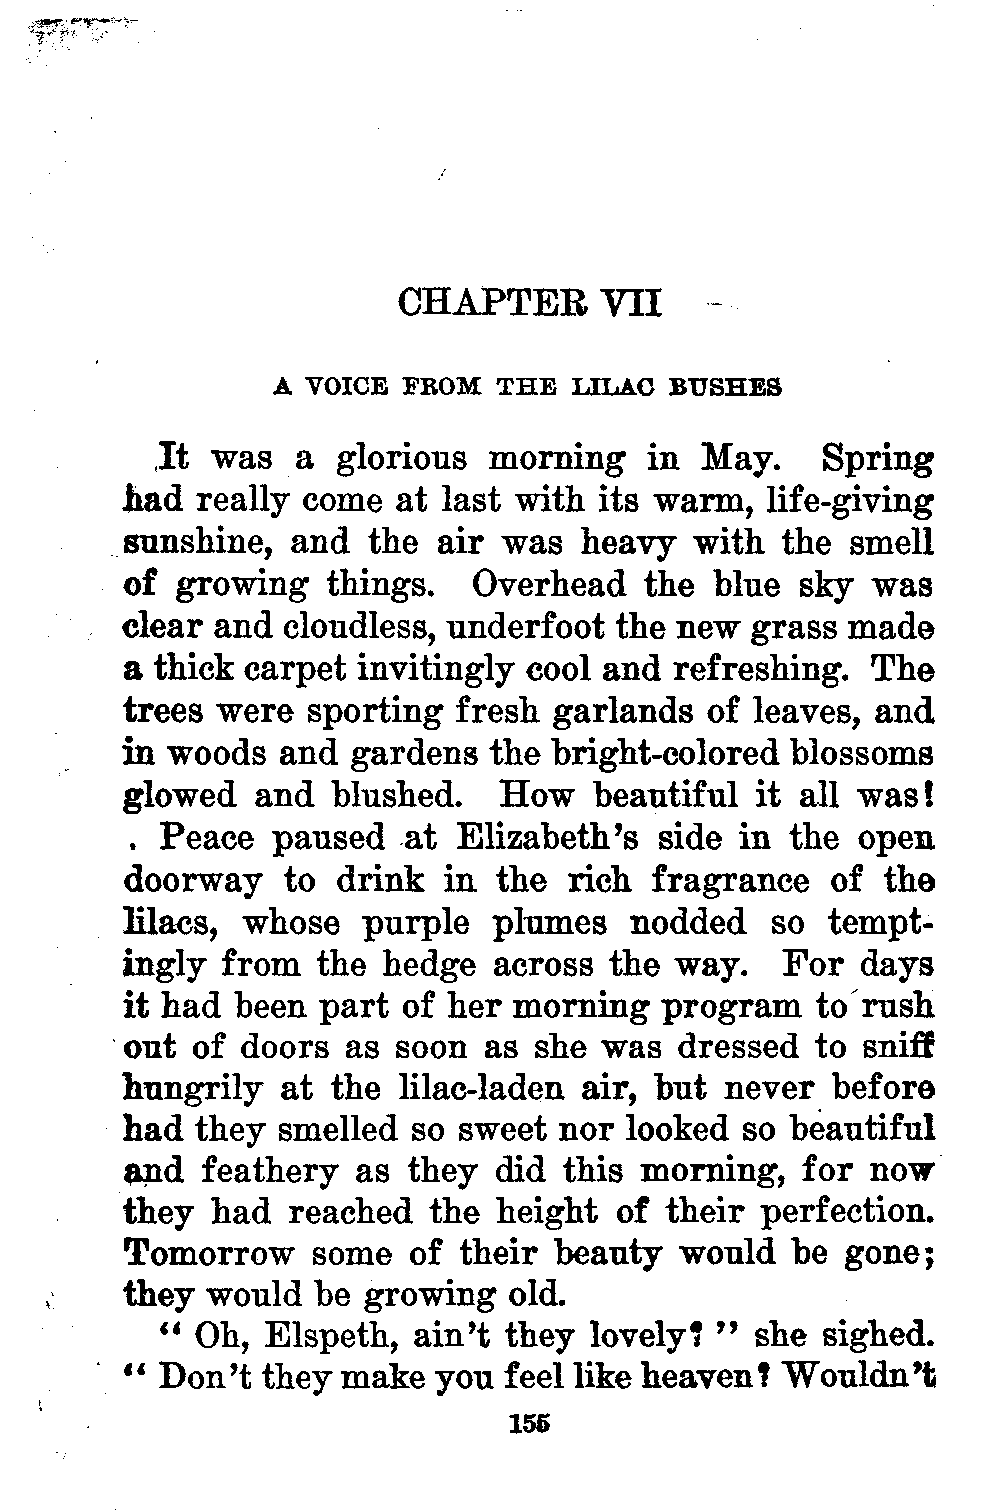 CHAPTER VII
A VOICE FROM THE LILAC BUSHES
It was a glorious morning in May. Spring
had really come at last with its warm, life-giving
sunshine, and the air was heavy with the smell
of growing things. Overhead the blue sky was
clear and cloudless, underfoot the new grass made
a thick carpet invitingly cool and refreshing. The
trees were sporting fresh garlands of leaves, and
in woods and gardens the bright-colored blossoms
glowed and blushed. How beautiful it all was!
Peace paused at Elizabeth's side in the open
doorway to drink in the rich fragrance of the
lilacs, whose purple plumes nodded so tempt-
ingly from the hedge across the way. For days
it had been part of her morning program to rush
out of doors as soon as she was dressed to sniff
hungrily at the lilac-laden air, but never before
had they smelled so sweet nor looked so beautiful
and feathery as they did this morning, for now
they had reached the height of their perfection.
Tomorrow some of their beauty would be gone;
they would be growing old.
" Oh, Elspeth, ain't they lovely? " she sighed.
" Don't they make you feel like heaven? Wouldn't
155